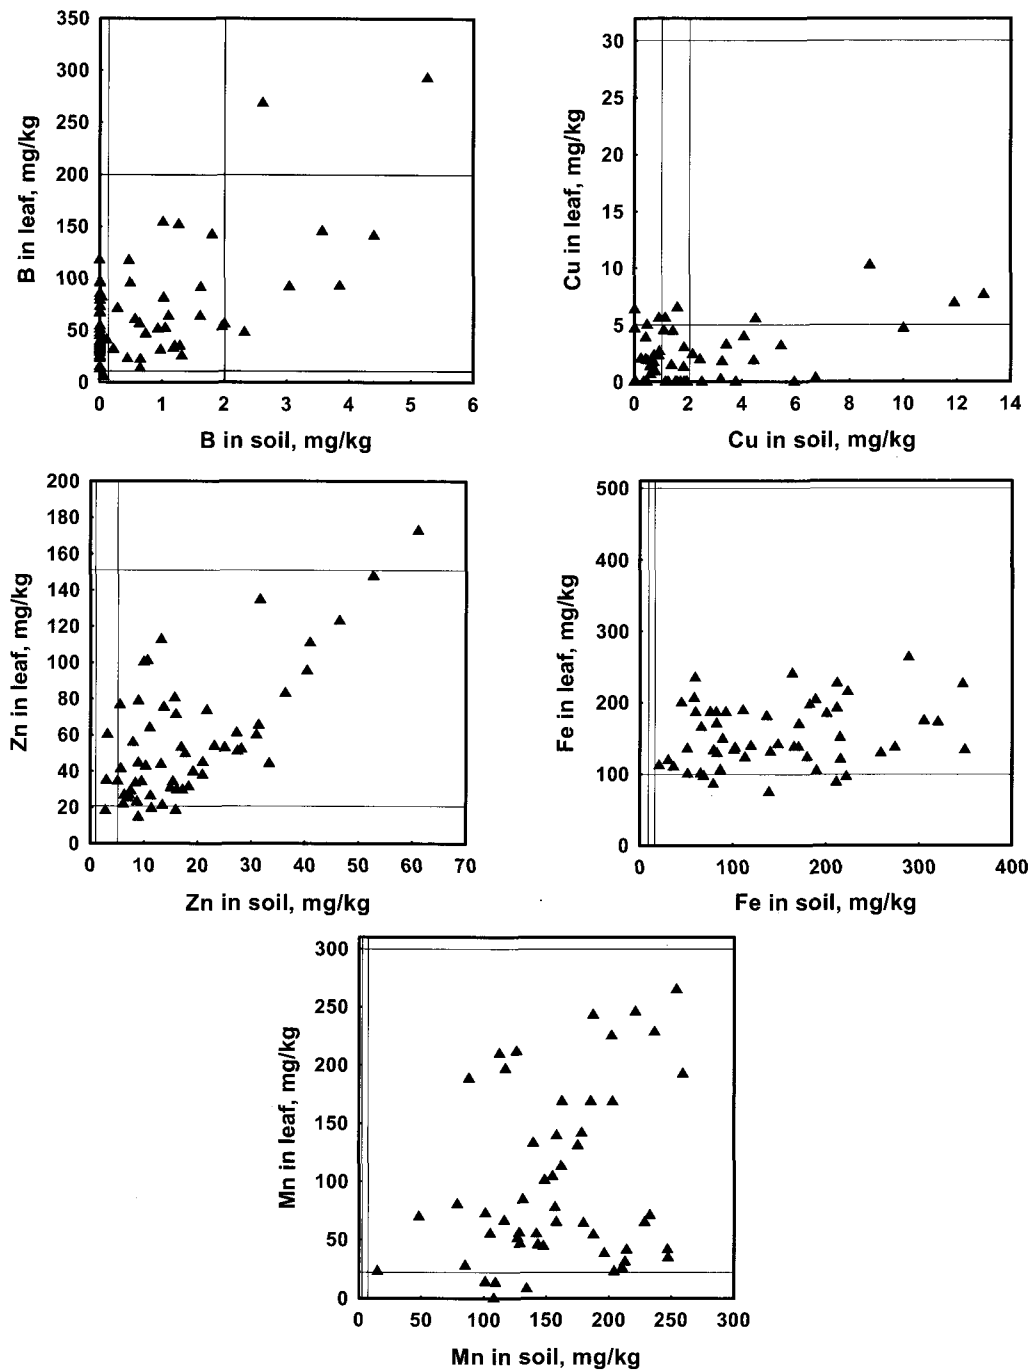 350
300
250
200
150
100
50
0
B in leaf, mg/kg
0 1 2 3 4 5 6
B in soil, mg/kg
30
25
20
15
10
5
0
Cu in leaf, mg/kg
0 2 4 6 8 10 12 14
Cu in soil, mg/kg
200
180
160
140
120
100
80
60
40
20
0
Zn in leaf, mg/kg
0 10 20 30 40 50 60 70
Zn in soil, mg/kg
500
400
300
200
100
0
Fe in leaf, mg/kg
0 100 200 300 400
Fe in soil, mg/kg
300
250
200
150
100
50
0
Mn in leaf, mg/kg
0 50 100 150 200 250 300
Mn in soil, mg/kg